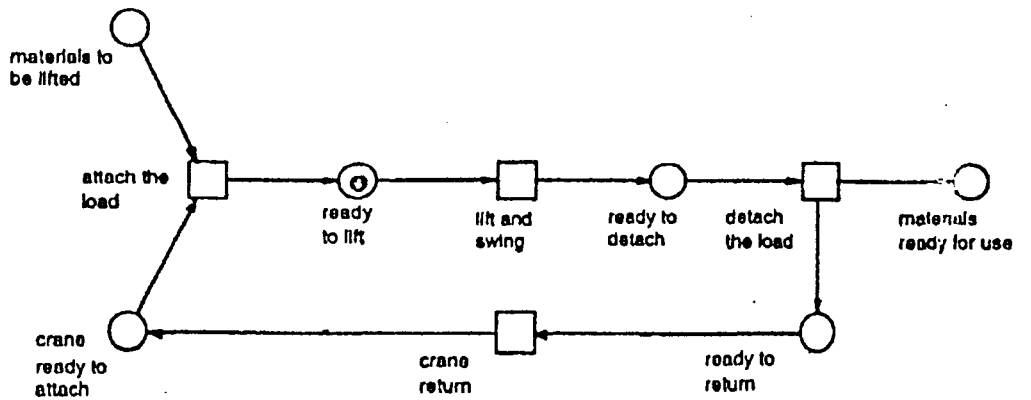 materials to
be lifted
attach the
load
ready
to lift
lift and
swing
ready to
detach
detach
the load
materials
ready for use
crane
ready to
attach
crane
return
ready to
return